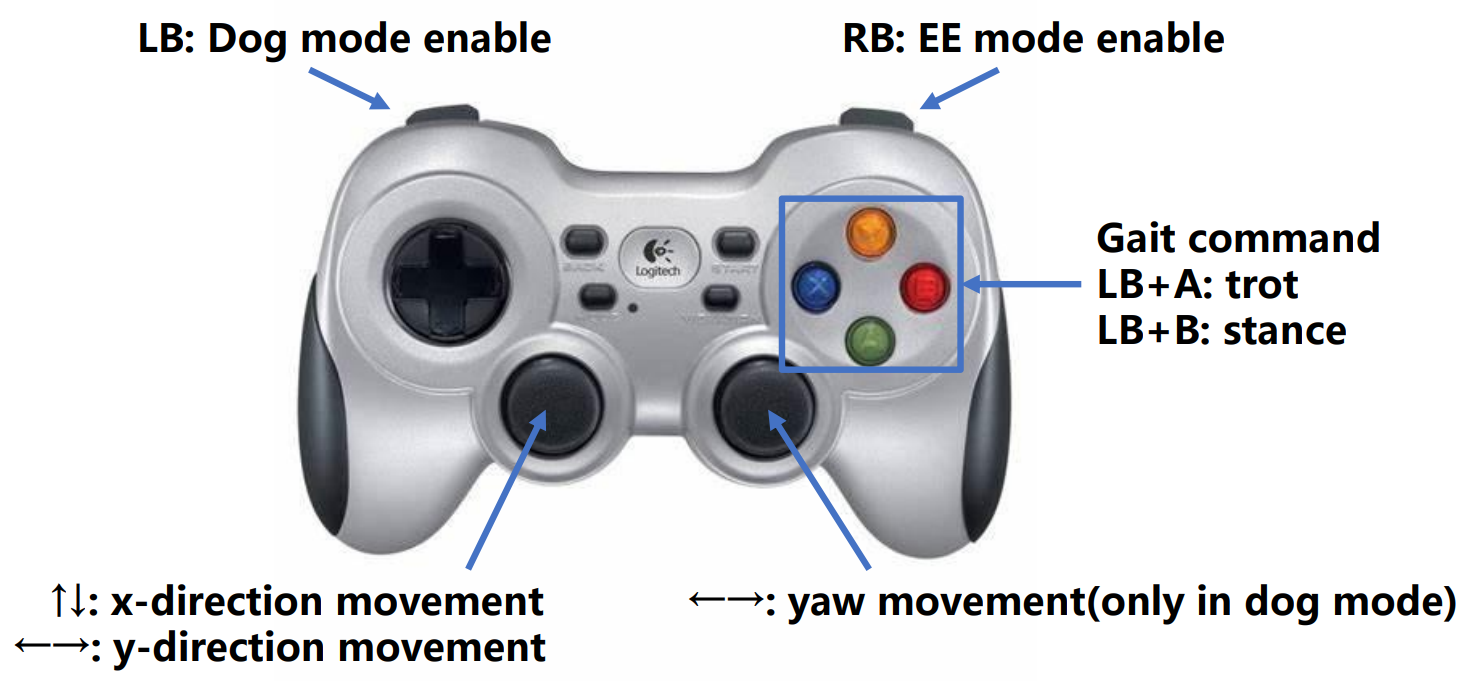 LB: Dog mode enable
RB: EE mode enable
Logitech
BACK
START
X
B
A
Gait command
LB+A: trot
LB+B: stance
↑↓: x-direction movement
←→: y-direction movement
←→: yaw movement(only in dog mode)